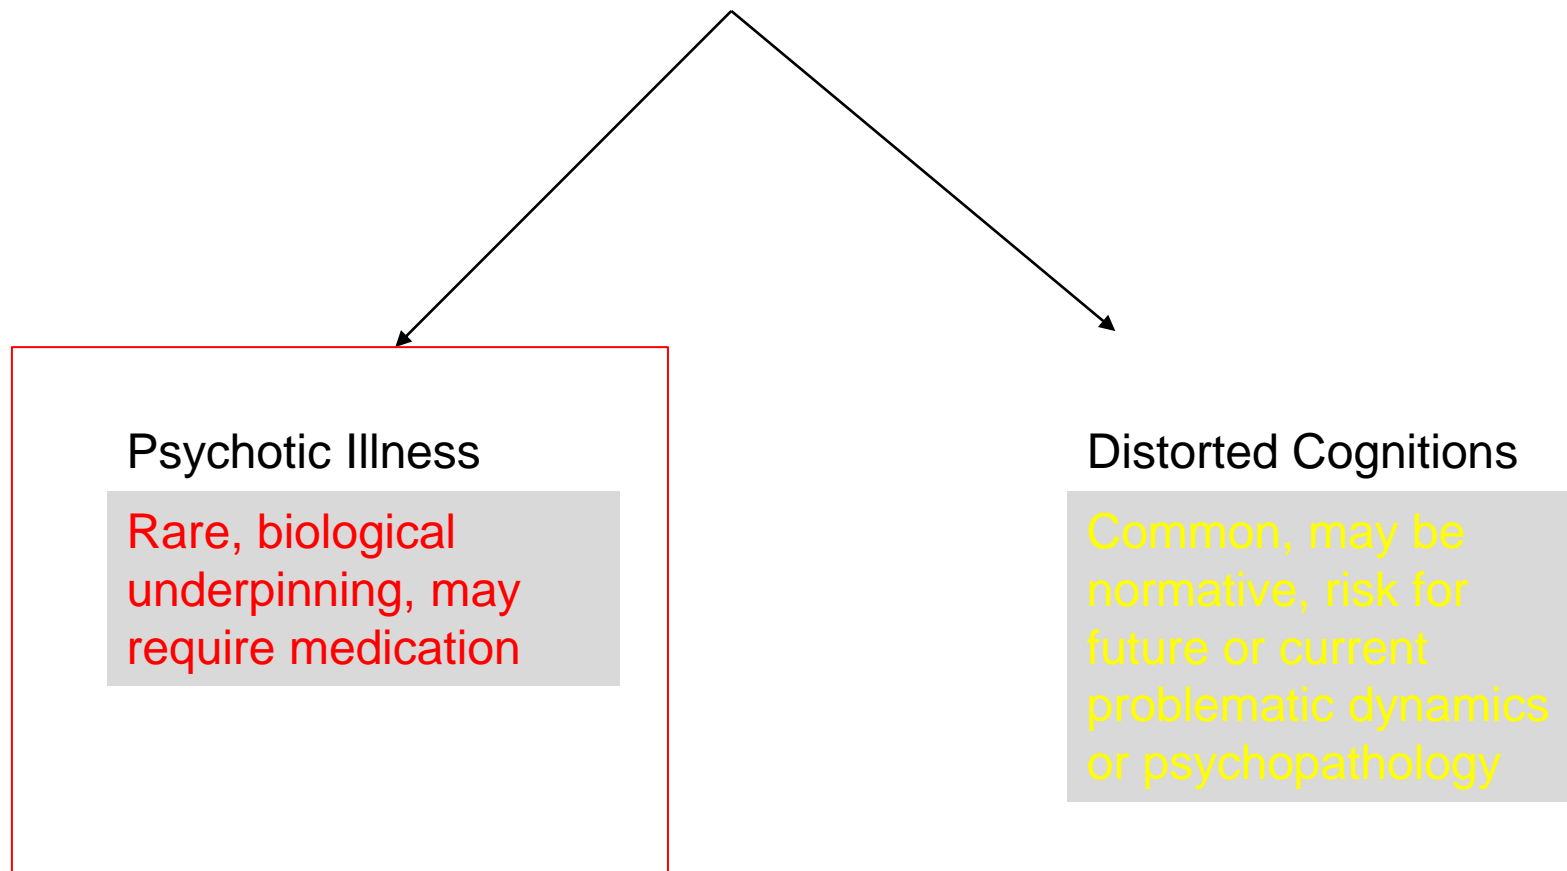 Psychotic Illness
Rare, biological
underpinning, may
require medication
Distorted Cognitions
Common, may be
normative, risk for
future or current
problematic dynamics
or psychopathology